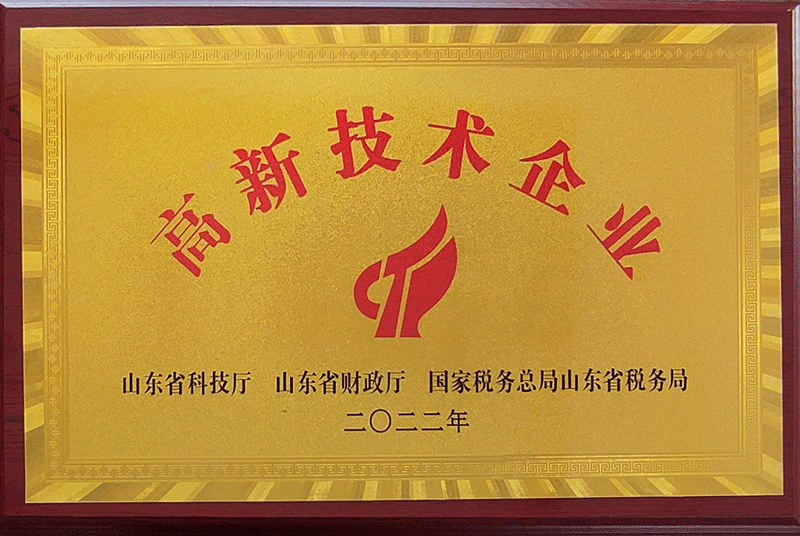 高新技术企业
山东省科技厅 山东省财政厅 国家税务总局山东省税务局
二〇二二年